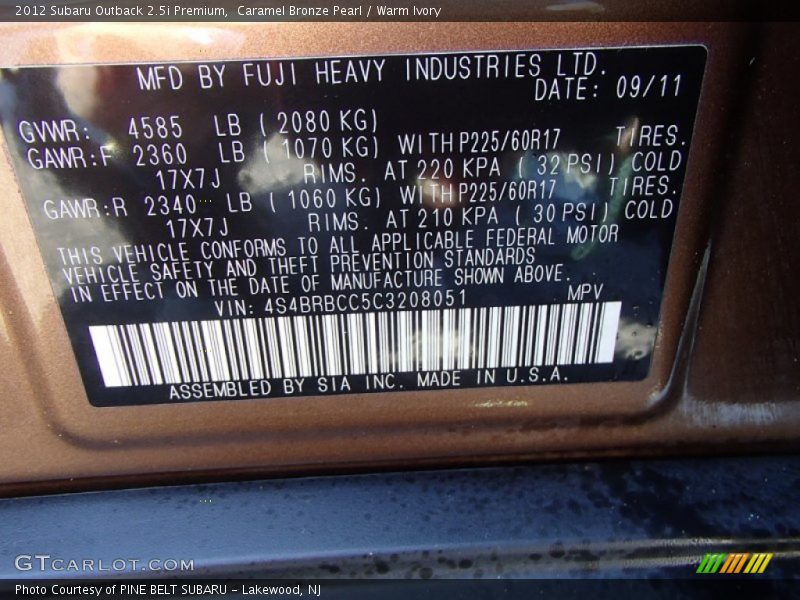 2012 Subaru Outback 2.5i Premium,  Caramel Bronze Pearl / Warm Ivory
MFD BY FUJI HEAVY INDUSTRIES LTD.
DATE: 09/11
GVWR: 4585 LB (2080 KG)
GAWR:F 2360 LB (1070 KG) WITH P225/60R17 TIRES.
17X7J RIMS. AT 220 KPA (32 PSI) COLD
GAWR:R 2340 LB (1060 KG) WITH P225/60R17 TIRES.
17X7J RIMS. AT 210 KPA (30 PSI) COLD
THIS VEHICLE CONFORMS TO ALL APPLICABLE FEDERAL MOTOR
VEHICLE SAFETY AND THEFT PREVENTION STANDARDS
IN EFFECT ON THE DATE OF MANUFACTURE SHOWN ABOVE.
VIN: 4S4BRBCC5C3208051 MPV
ASSEMBLED BY SIA INC. MADE IN U.S.A.
GTCARLOT.COM
Photo Courtesy of PINE BELT SUBARU - Lakewood, NJ